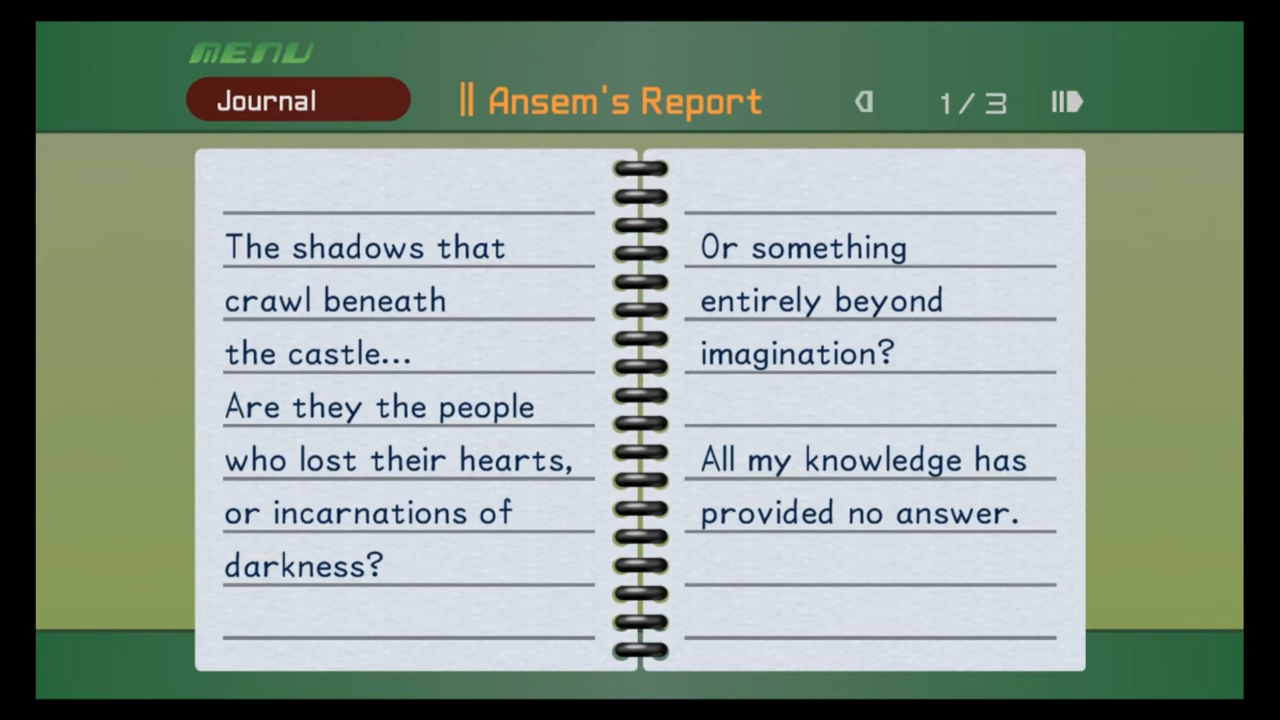 MENU
Journal
Ansem's Report
1/3
The shadows that
crawl beneath
the castle...
Are they the people
who lost their hearts,
or incarnations of
darkness?
Or something
entirely beyond
imagination?
All my knowledge has
provided no answer.